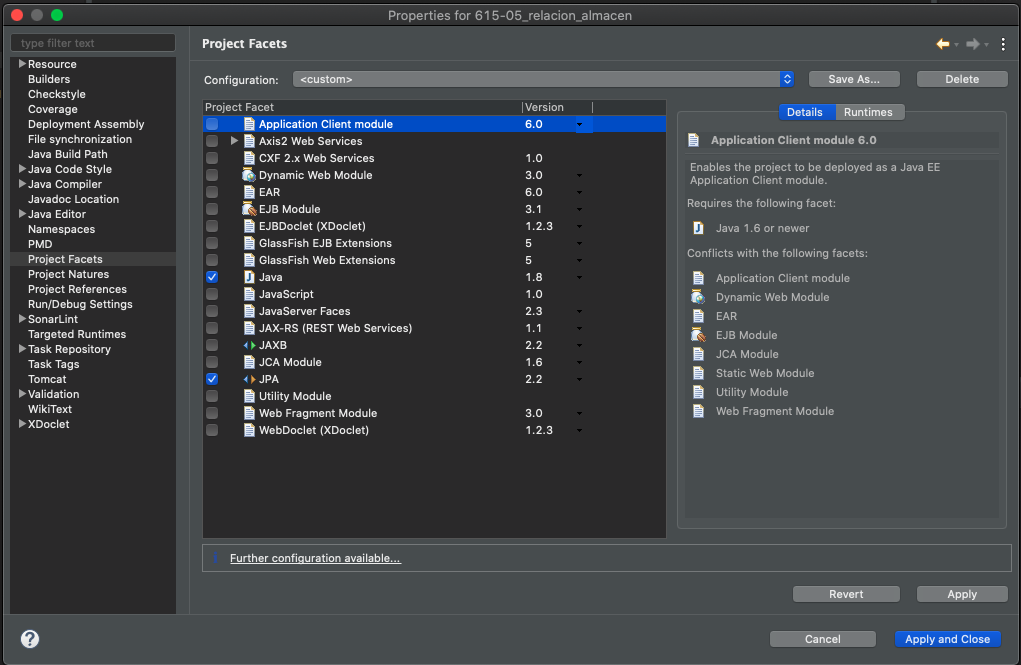 Properties for 615-05_relacion_almacen
type filter text
Resource
Builders
Checkstyle
Coverage
Deployment Assembly
File synchronization
Java Build Path
Java Code Style
Java Compiler
Javadoc Location
Java Editor
Namespaces
PMD
Project Facets
Project Natures
Project References
Run/Debug Settings
SonarLint
Targeted Runtimes
Task Repository
Task Tags
Tomcat
Validation
WikiText
XDoclet
Project Facets
Configuration: <custom> Save As... Delete
Project Facet Version
Application Client module 6.0
Axis2 Web Services
CXF 2.x Web Services 1.0
Dynamic Web Module 3.0
EAR 6.0
EJB Module 3.1
EJBDoclet (XDoclet) 1.2.3
GlassFish EJB Extensions 5
GlassFish Web Extensions 5
Java 1.8
JavaScript 1.0
JavaServer Faces 2.3
JAX-RS (REST Web Services) 1.1
JAXB 2.2
JCA Module 1.6
JPA 2.2
Utility Module
Web Fragment Module 3.0
WebDoclet (XDoclet) 1.2.3
Details Runtimes
Application Client module 6.0
Enables the project to be deployed as a Java EE
Application Client module.
Requires the following facet:
Java 1.6 or newer
Conflicts with the following facets:
Application Client module
Dynamic Web Module
EAR
EJB Module
JCA Module
Static Web Module
Utility Module
Web Fragment Module
Further configuration available...
Revert Apply
? Cancel Apply and Close